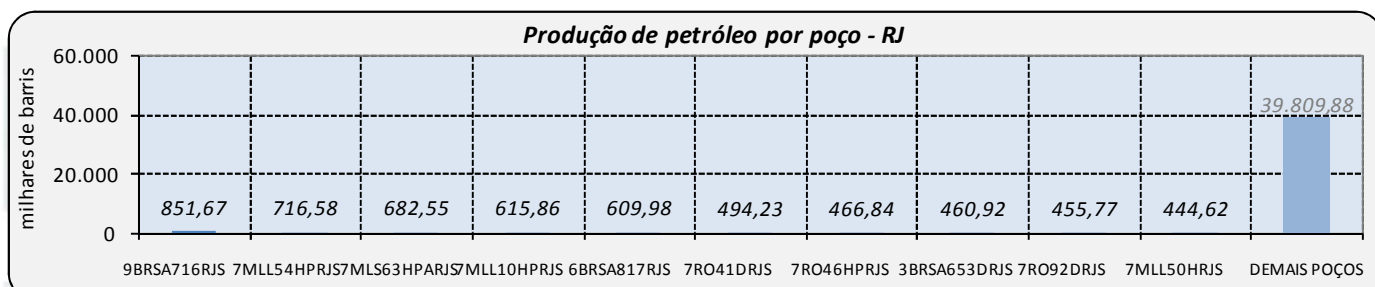 Produção de petróleo por poço - RJ
milhares de barris
60.000
40.000
20.000
0
851,67 716,58 682,55 615,86 609,98 494,23 466,84 460,92 455,77 444,62 39.809,88
9BRSA716RJS 7MLL54HPRJS 7MLS63HPARJS 7MLL10HPRJS 6BRSA817RJS 7RO41DRJS 7RO46HPRJS 3BRSA653DRJS 7RO92DRJS 7MLL50HRJS DEMAIS POÇOS